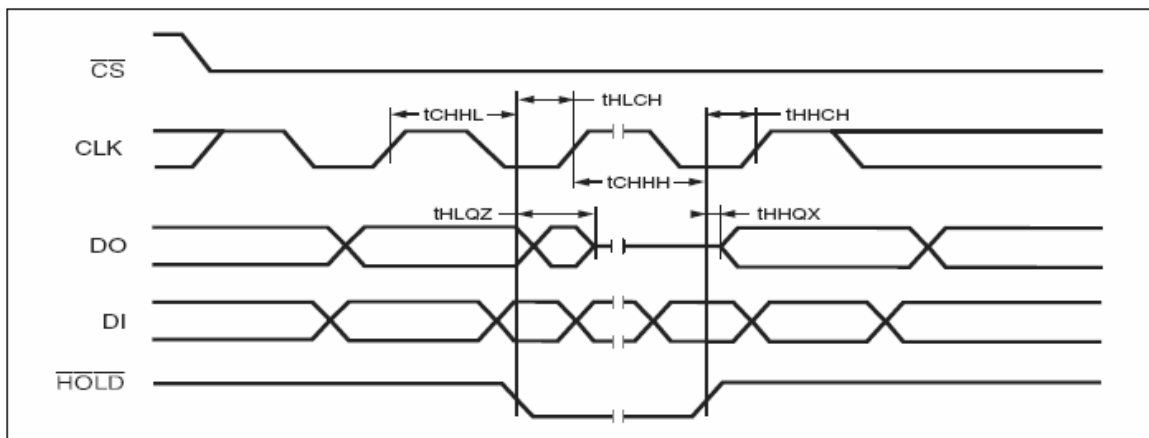 CS
tHLCH
tCHHL
tHHCH
CLK
tCHHH
tHLQZ
tHHQX
DO
DI
HOLD